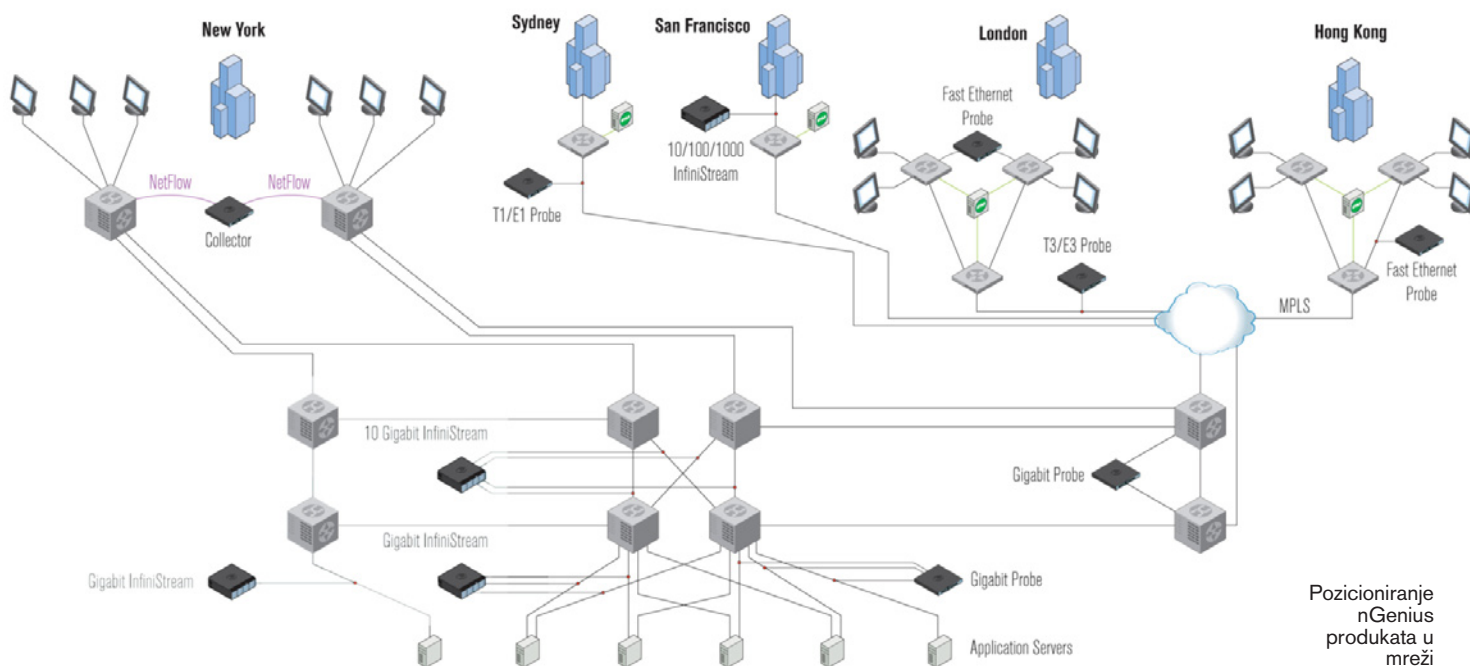 New York
Sydney
San Francisco
London
Hong Kong
Fast Ethernet
Probe
10/100/1000
InfiniStream
NetFlow
NetFlow
Collector
T1/E1 Probe
T3/E3 Probe
Fast Ethernet
Probe
MPLS
10 Gigabit InfiniStream
Gigabit Probe
Gigabit InfiniStream
Gigabit InfiniStream
Gigabit Probe
Application Servers
Pozicioniranje
nGenius
produkata u
mreži